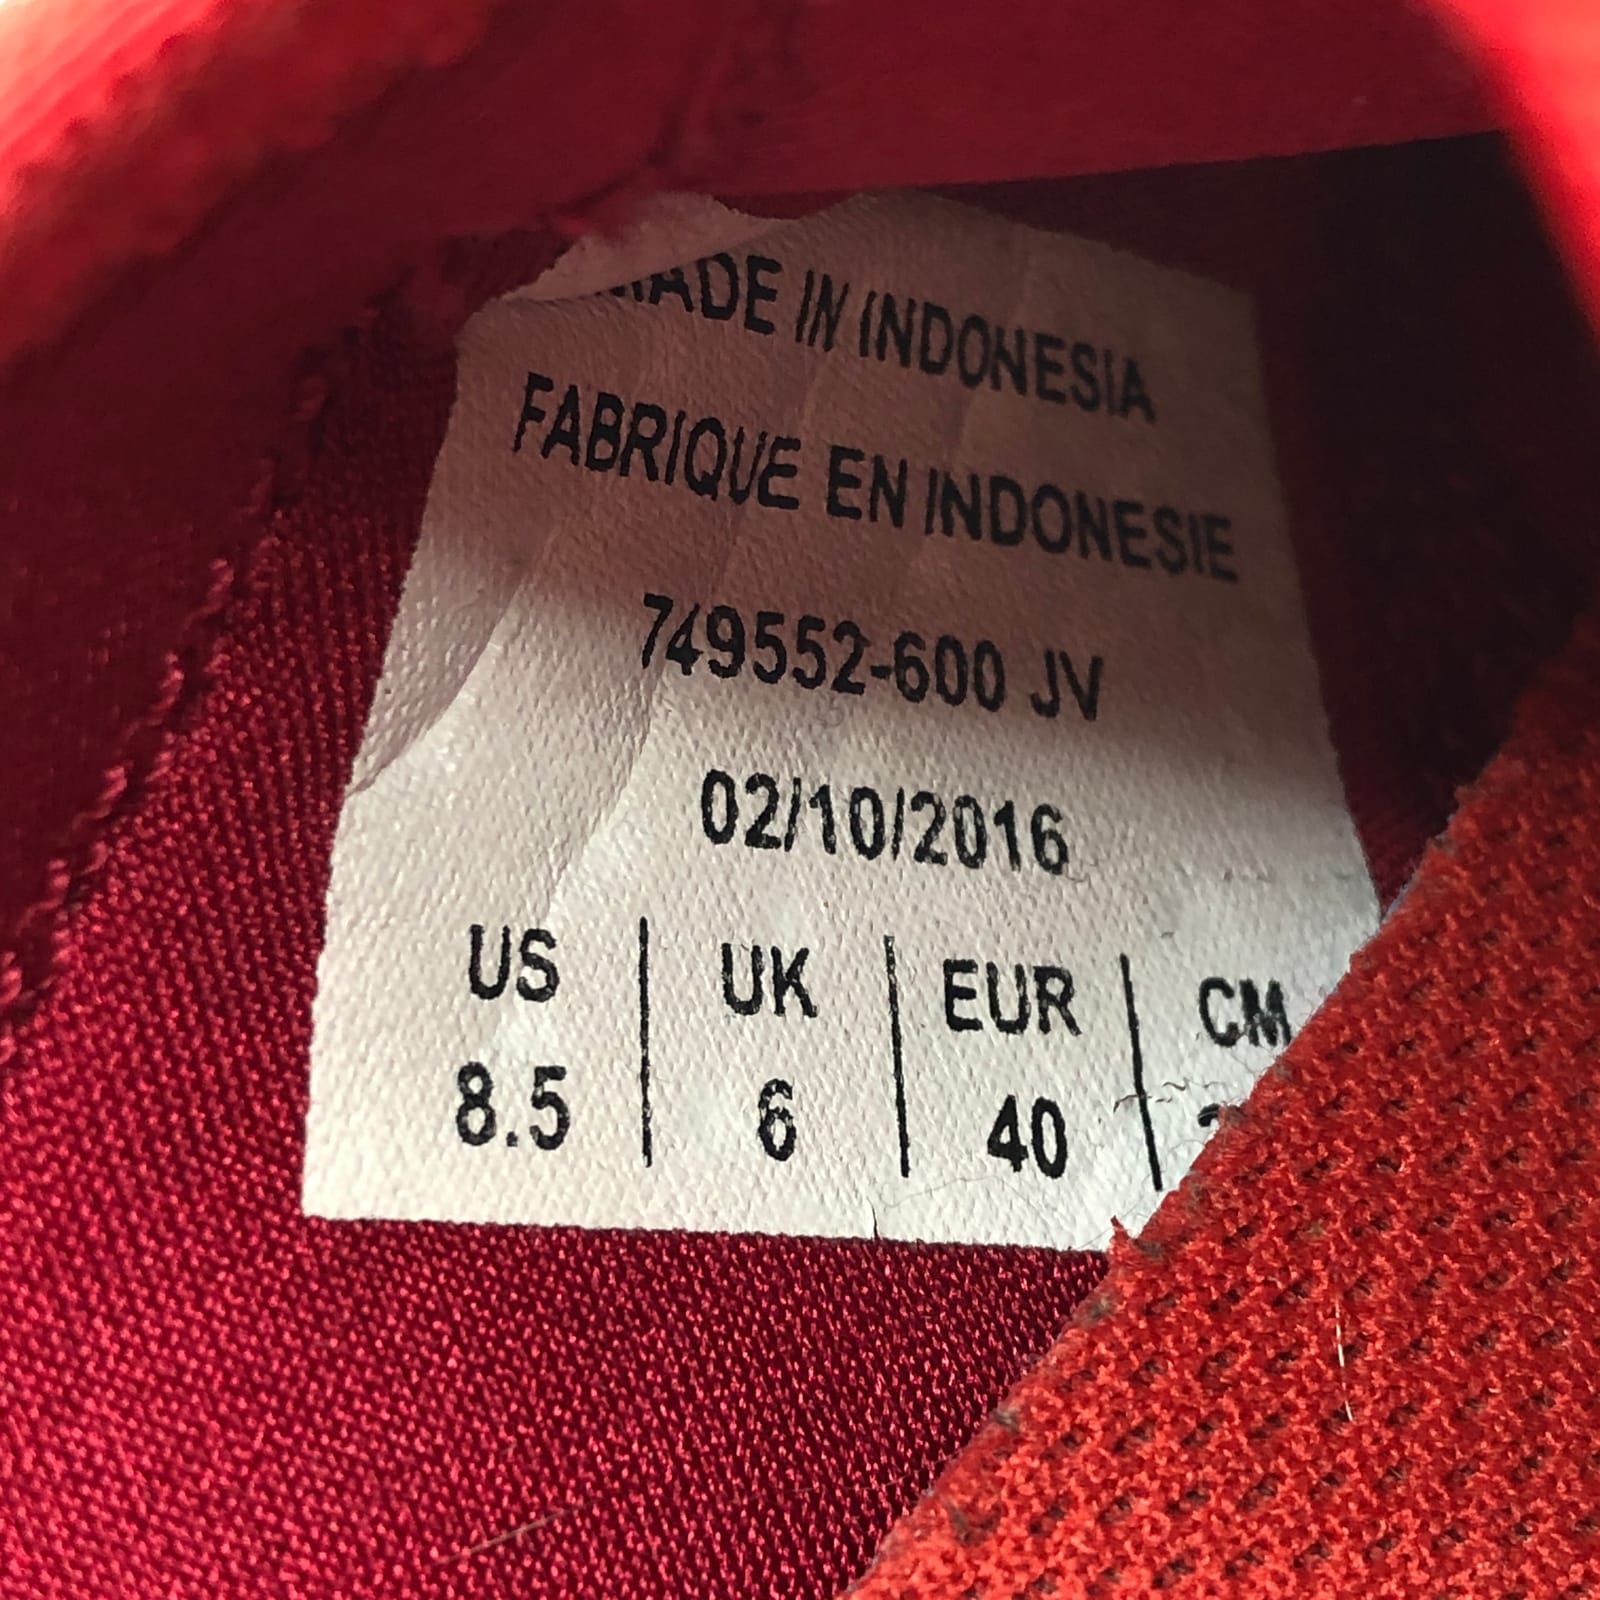 MADE IN INDONESIA
FABRIQUE EN INDONESIE
749552-600 JV
02/10/2016
US | UK | EUR | CM
8.5 | 6 | 40 |